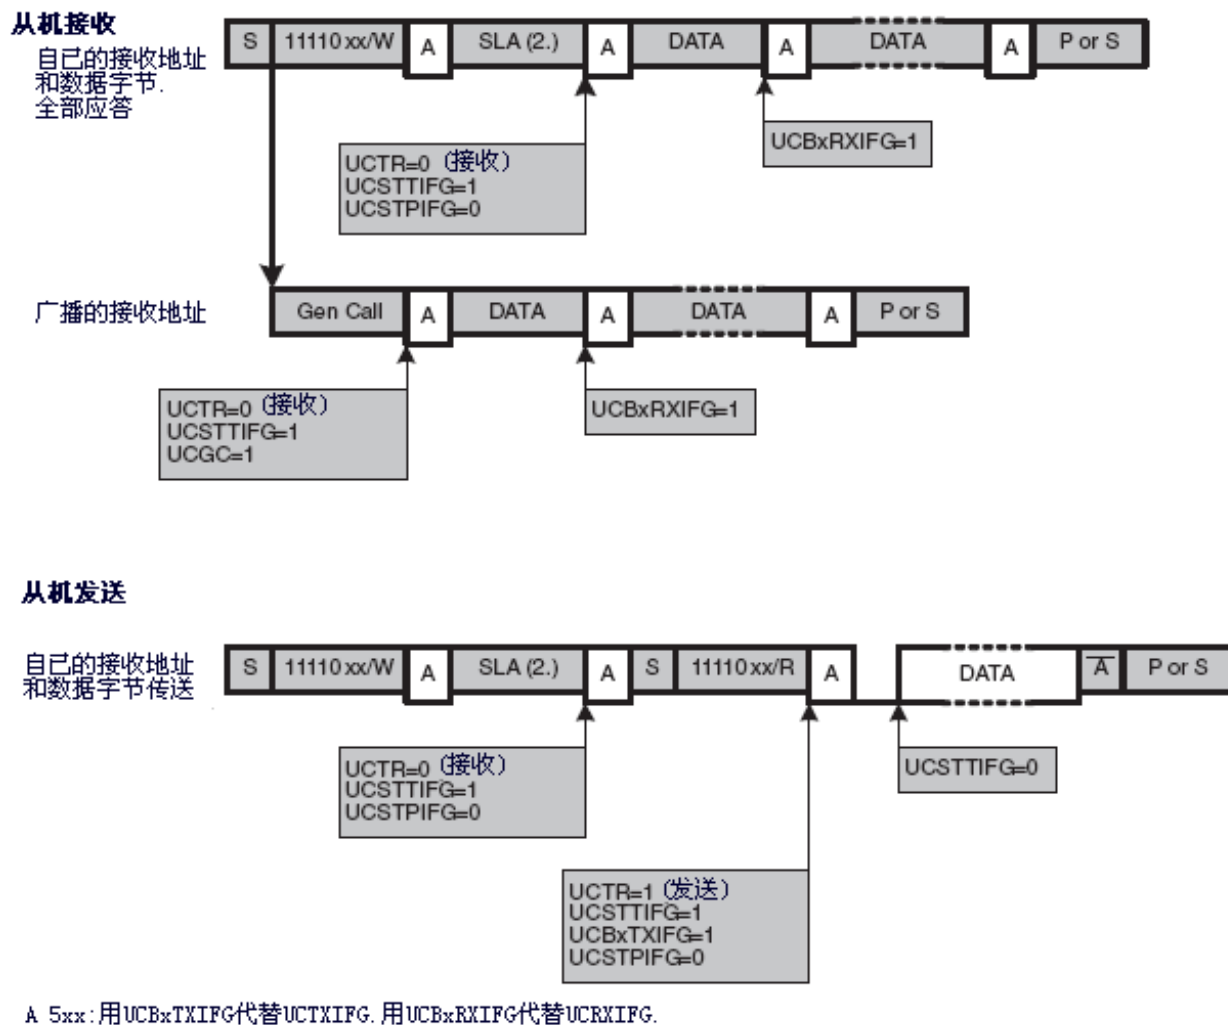 从机接收
自己的接收地址
和数据字节.
全部应答
S 11110 xx/W A SLA (2.) A DATA A DATA A P or S
UCTR=0 (接收)
UCSTTIFG=1
UCSTPIFG=0
UCBxRXIFG=1
广播的接收地址
Gen Call A DATA A DATA A P or S
UCTR=0 (接收)
UCSTTIFG=1
UCGC=1
UCBxRXIFG=1
从机发送
自己的接收地址
和数据字节传送
S 11110 xx/W A SLA (2.) A S 11110 xx/R A DATA A̅ P or S
UCTR=0 (接收)
UCSTTIFG=1
UCSTPIFG=0
UCSTTIFG=0
UCTR=1 (发送)
UCSTTIFG=1
UCBxTXIFG=1
UCSTPIFG=0
A 5xx:用UCBxTXIFG代替UCTXIFG.用UCBxRXIFG代替UCRXIFG.